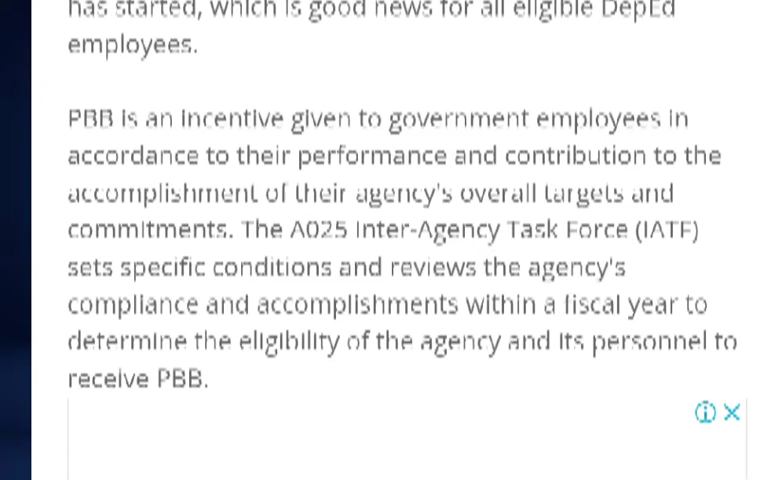 has started, which is good news for all eligible DepEd
employees.
PBB is an incentive given to government employees in
accordance to their performance and contribution to the
accomplishment of their agency's overall targets and
commitments. The AO25 Inter-Agency Task Force (IATF)
sets specific conditions and reviews the agency's
compliance and accomplishments within a fiscal year to
determine the eligibility of the agency and its personnel to
receive PBB.